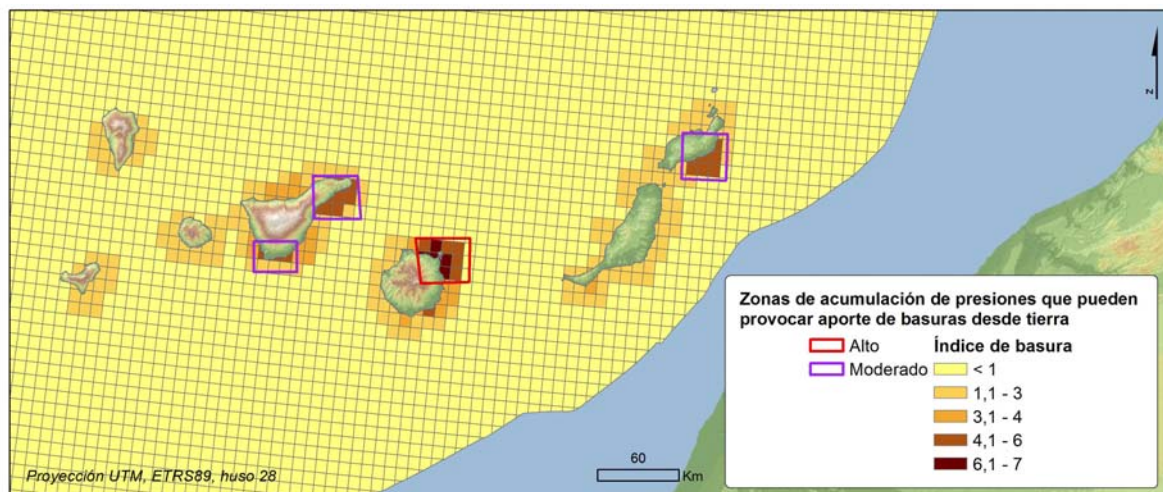 z
Zonas de acumulación de presiones que pueden
provocar aporte de basuras desde tierra
Alto
Moderado
Índice de basura
< 1
1,1 - 3
3,1 - 4
4,1 - 6
6,1 - 7
Proyección UTM, ETRS89, huso 28
60
Km